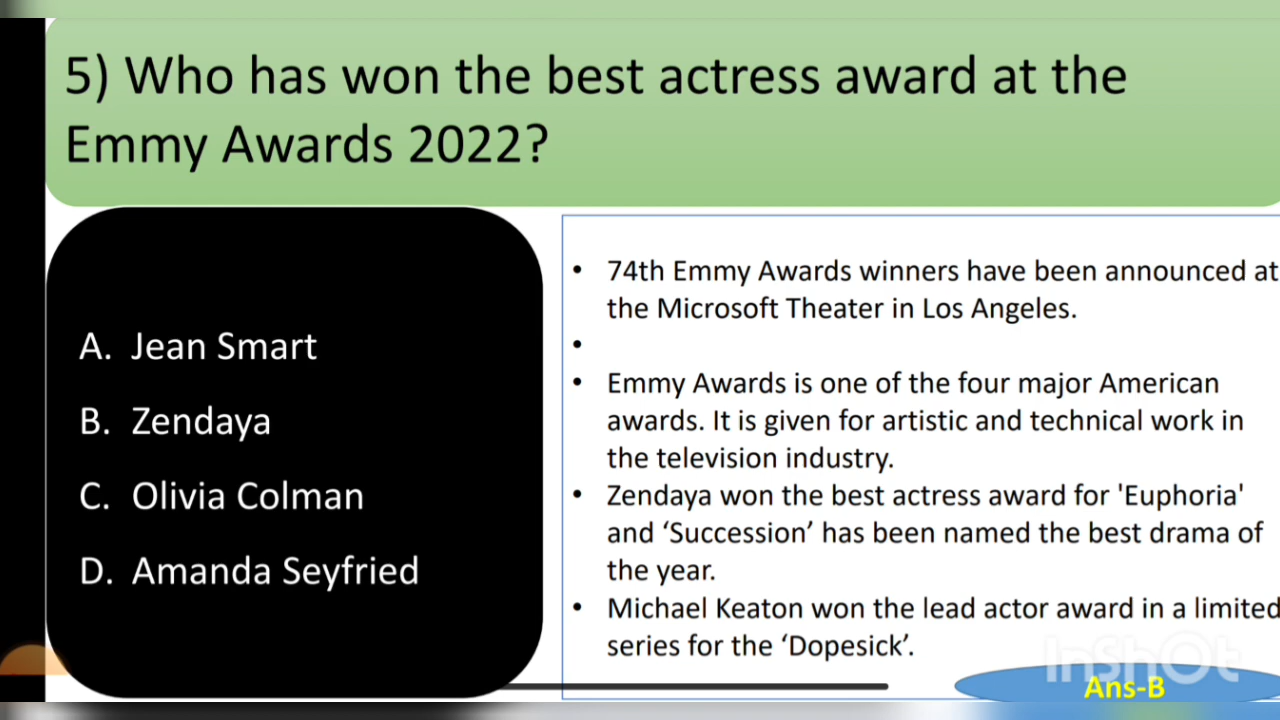 5) Who has won the best actress award at the
Emmy Awards 2022?
A. Jean Smart
B. Zendaya
C. Olivia Colman
D. Amanda Seyfried
• 74th Emmy Awards winners have been announced at
the Microsoft Theater in Los Angeles.
•
• Emmy Awards is one of the four major American
awards. It is given for artistic and technical work in
the television industry.
• Zendaya won the best actress award for 'Euphoria'
and ‘Succession’ has been named the best drama of
the year.
• Michael Keaton won the lead actor award in a limited
series for the ‘Dopesick’.
InShOt
Ans-B